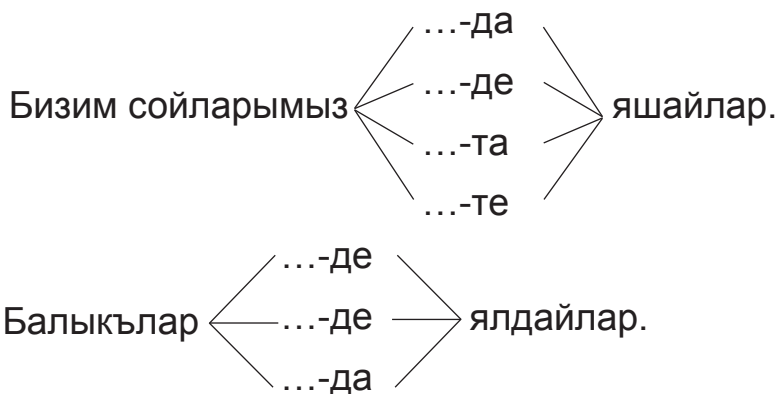 …-да
…-де
Бизим сойларымыз яшайлар.
…-та
…-те
…-де
Балыкълар …-де ялдайлар.
…-да